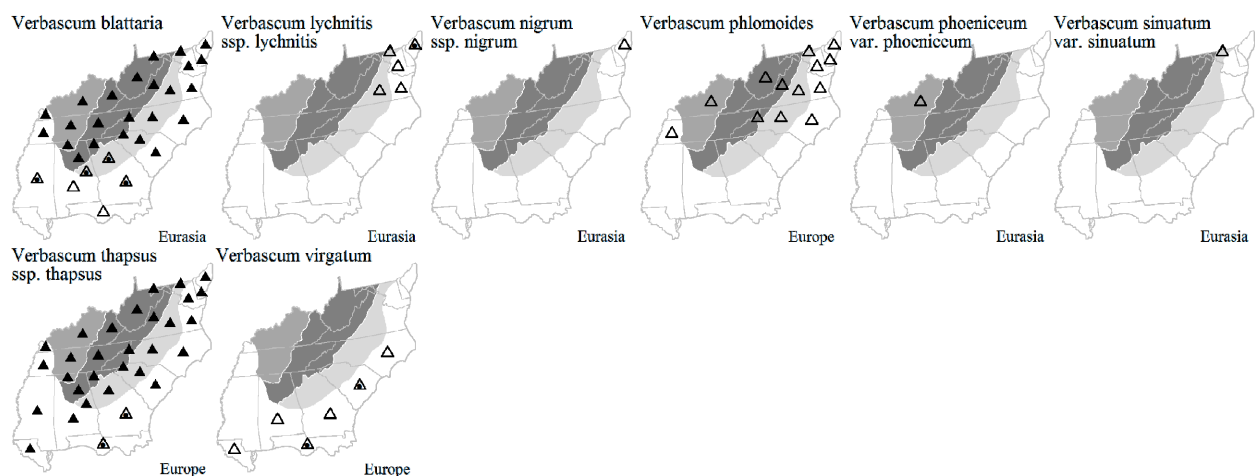 Verbascum blattaria
Eurasia
Verbascum lychnitis
ssp. lychnitis
Eurasia
Verbascum nigrum
ssp. nigrum
Eurasia
Verbascum phlomoides
Europe
Verbascum phoeniceum
var. phoeniceum
Eurasia
Verbascum sinuatum
var. sinuatum
Eurasia
Verbascum thapsus
ssp. thapsus
Europe
Verbascum virgatum
Europe